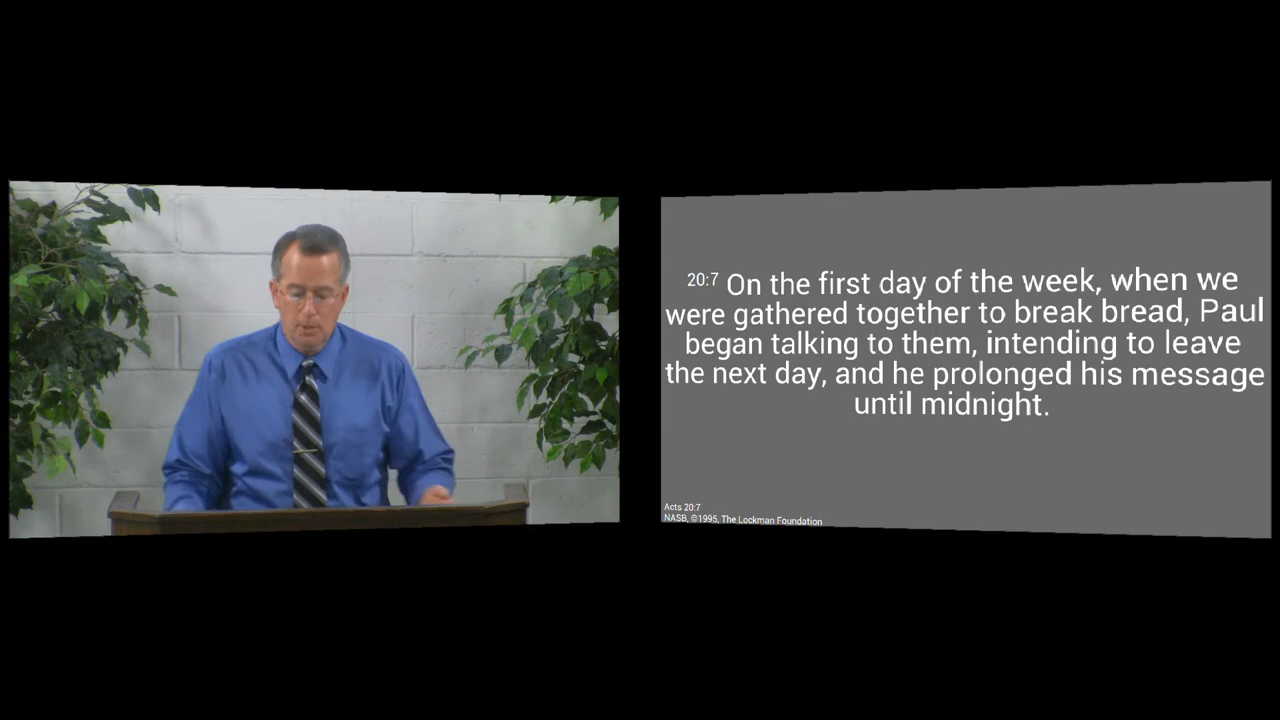 20:7 On the first day of the week, when we
were gathered together to break bread, Paul
began talking to them, intending to leave
the next day, and he prolonged his message
until midnight.
Acts 20:7
NASB, ©1995, The Lockman Foundation